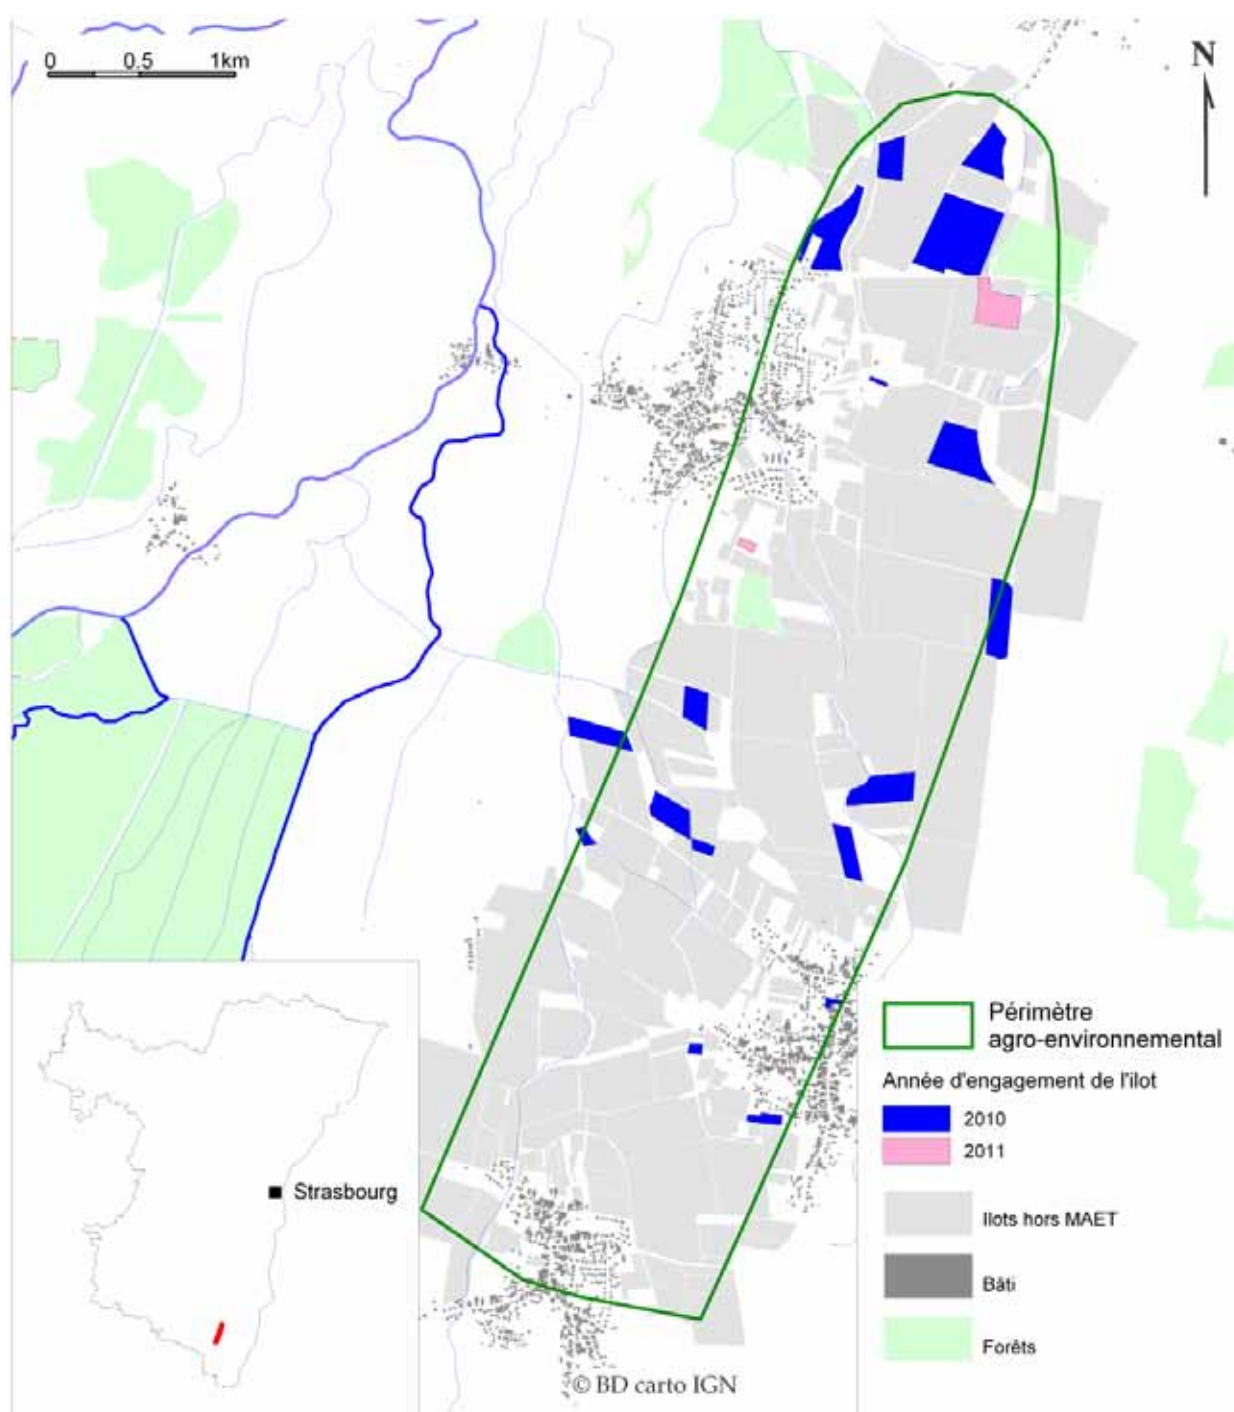 0 0.5 1km
N
Périmètre
agro-environnemental
Année d'engagement de l'ilot
2010
2011
Ilots hors MAET
Bâti
Forêts
Strasbourg
© BD carto IGN